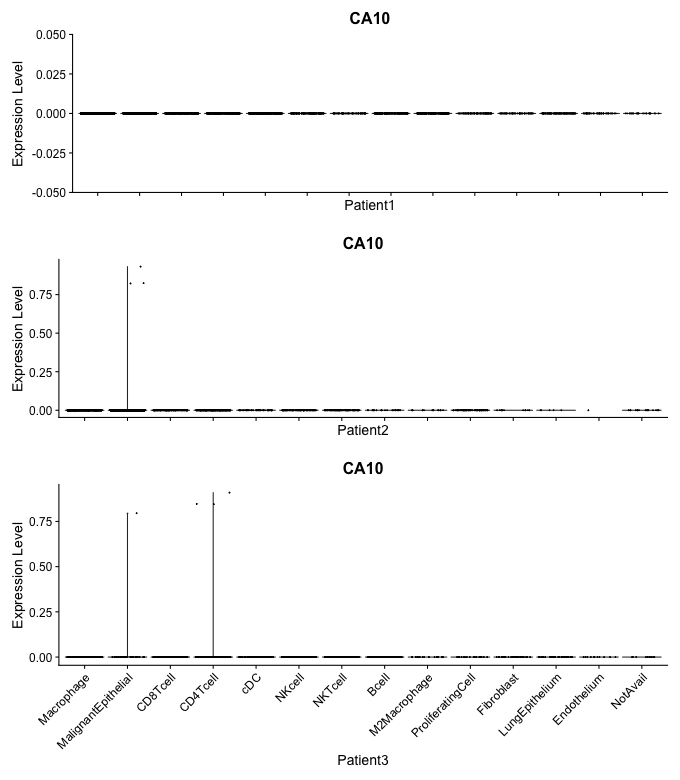 CA10
Expression Level
0.050
0.025
0.000
-0.025
-0.050
Patient1
CA10
Expression Level
0.75
0.50
0.25
0.00
Patient2
CA10
Expression Level
0.75
0.50
0.25
0.00
Macrophage
MalignantEpithelial
CD8Tcell
CD4Tcell
cDC
NKcell
NKTcell
Bcell
M2Macrophage
ProliferatingCell
Fibroblast
LungEpithelium
Endothelium
NotAvail
Patient3